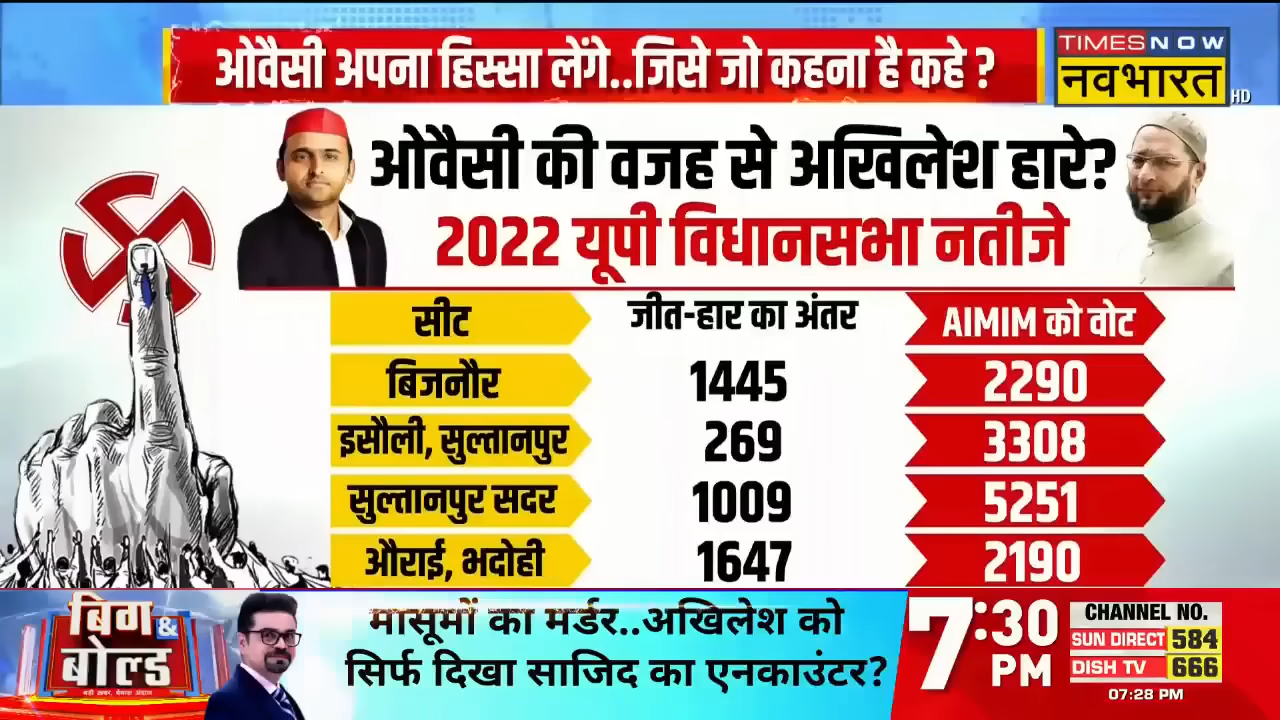 ओवैसी अपना हिस्सा लेंगे..जिसे जो कहना है कहे ?
TIMES NOW
नवभारत
HD
ओवैसी की वजह से अखिलेश हारे?
2022 यूपी विधानसभा नतीजे
सीट जीत-हार का अंतर AIMIM को वोट
बिजनौर 1445 2290
इसौली, सुल्तानपुर 269 3308
सुल्तानपुर सदर 1009 5251
औराई, भदोही 1647 2190
बिग &
बोल्ड
बड़ी खबर, बेबाक अंदाज
मासूमों का मर्डर..अखिलेश को
सिर्फ दिखा साजिद का एनकाउंटर?
7:30
PM
CHANNEL NO.
SUN DIRECT 584
DISH TV 666
07:28 PM